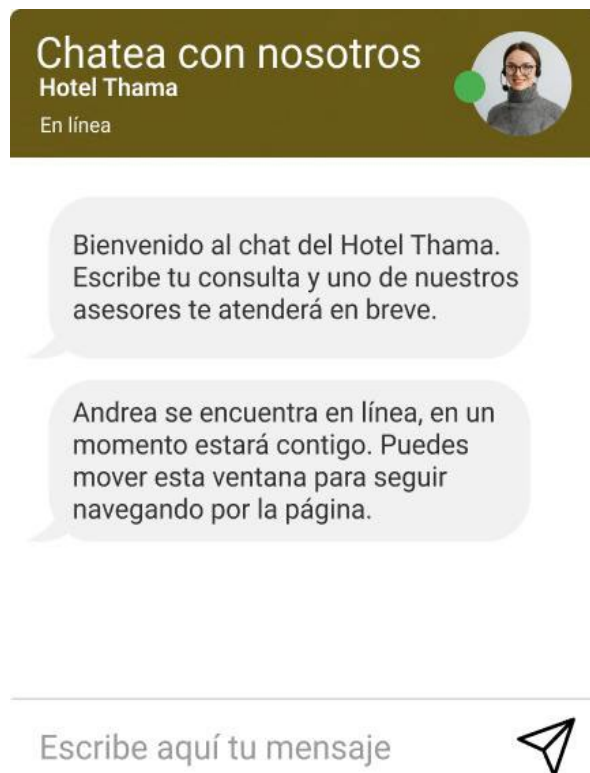 Chatea con nosotros
Hotel Thama
En línea
Bienvenido al chat del Hotel Thama.
Escribe tu consulta y uno de nuestros
asesores te atenderá en breve.
Andrea se encuentra en línea, en un
momento estará contigo. Puedes
mover esta ventana para seguir
navegando por la página.
Escribe aquí tu mensaje